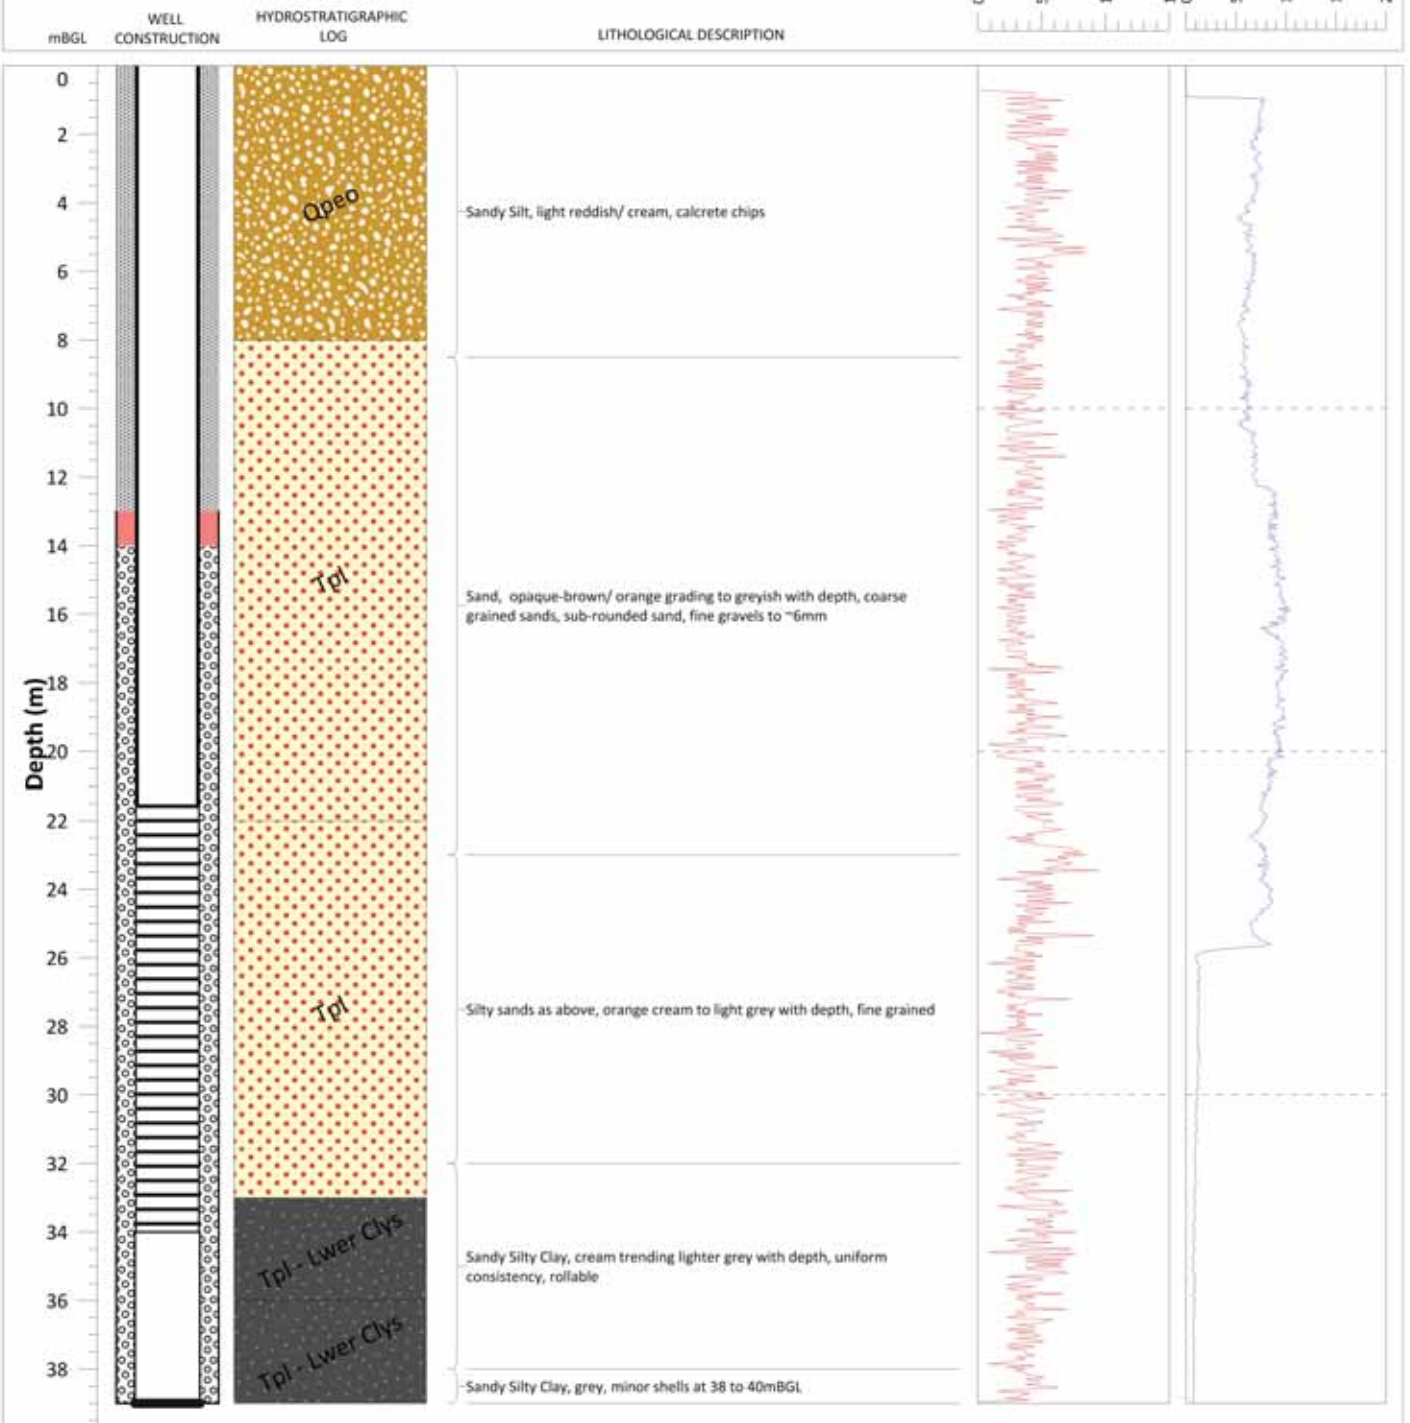 mBGL
WELL
CONSTRUCTION
HYDROSTRATIGRAPHIC
LOG
LITHOLOGICAL DESCRIPTION
0
2
4
6
8
10
12
14
16
18
20
22
24
26
28
30
32
34
36
38
Depth (m)
Qpeo
Tpl
Tpl
Tpl - Lwer Clys
Tpl - Lwer Clys
Sandy Silt, light reddish/ cream, calcrete chips
Sand, opaque-brown/ orange grading to greyish with depth, coarse
grained sands, sub-rounded sand, fine gravels to ~6mm
Silty sands as above, orange cream to light grey with depth, fine grained
Sandy Silty Clay, cream trending lighter grey with depth, uniform
consistency, rollable
Sandy Silty Clay, grey, minor shells at 38 to 40mBGL